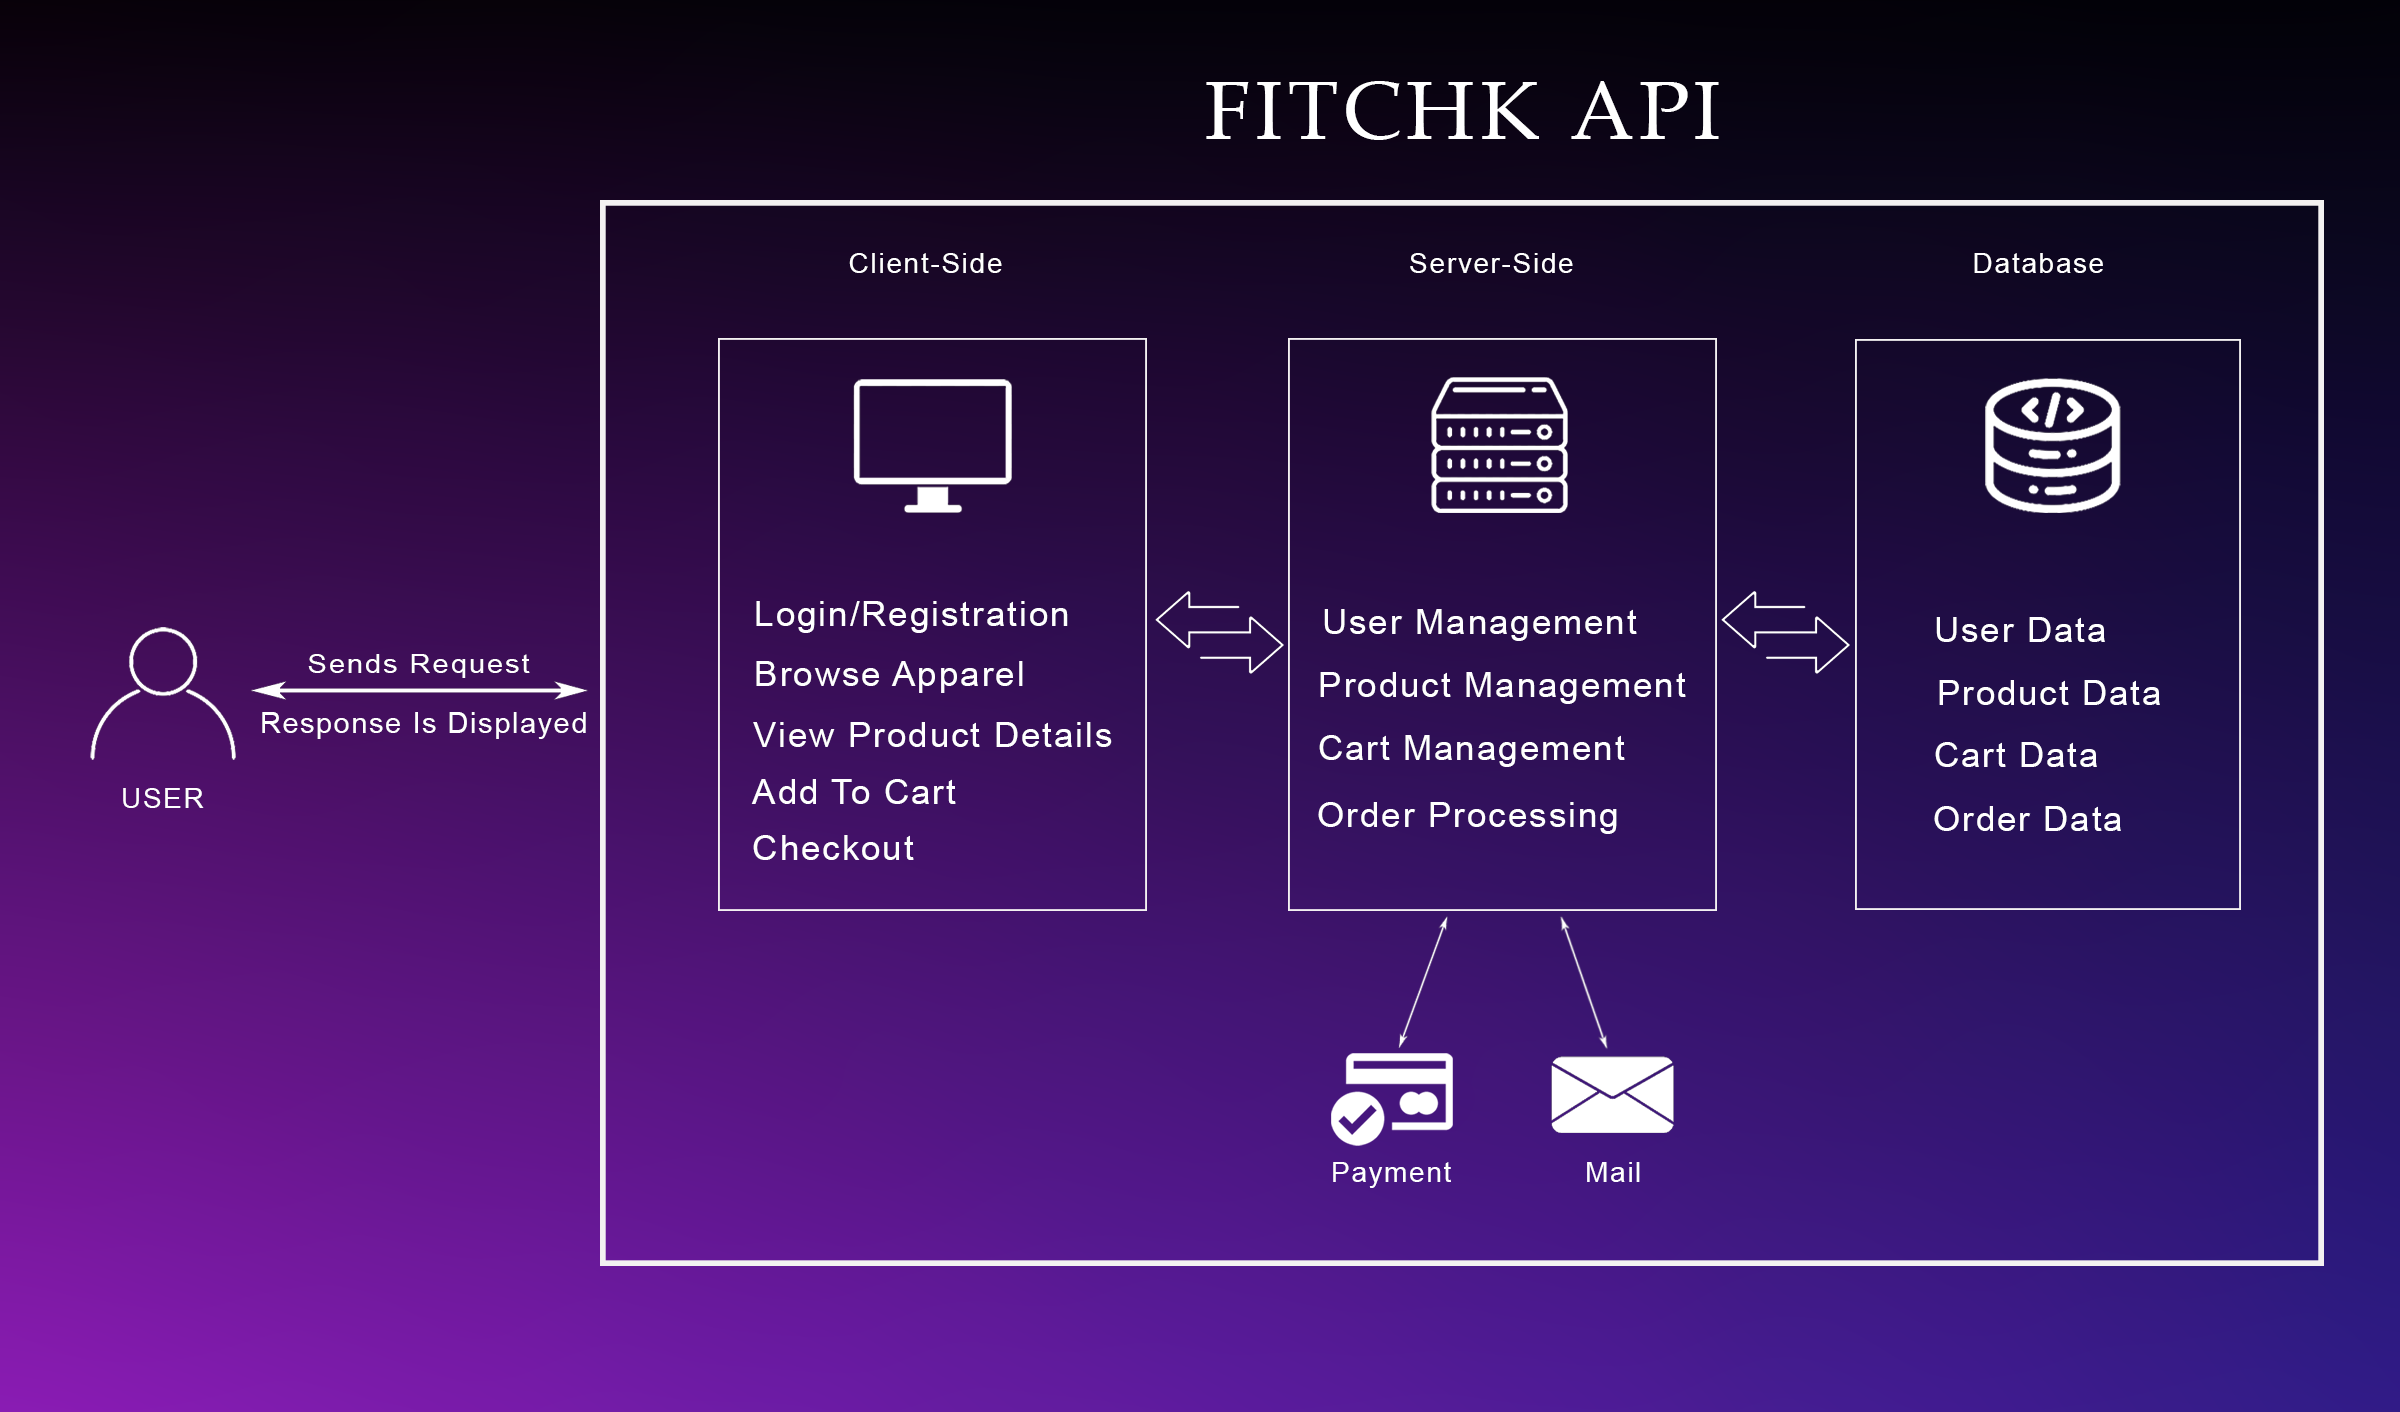 FITCHK API
Client-Side
Server-Side
Database
Sends Request
Response Is Displayed
USER
Login/Registration
Browse Apparel
View Product Details
Add To Cart
Checkout
User Management
Product Management
Cart Management
Order Processing
User Data
Product Data
Cart Data
Order Data
Payment
Mail